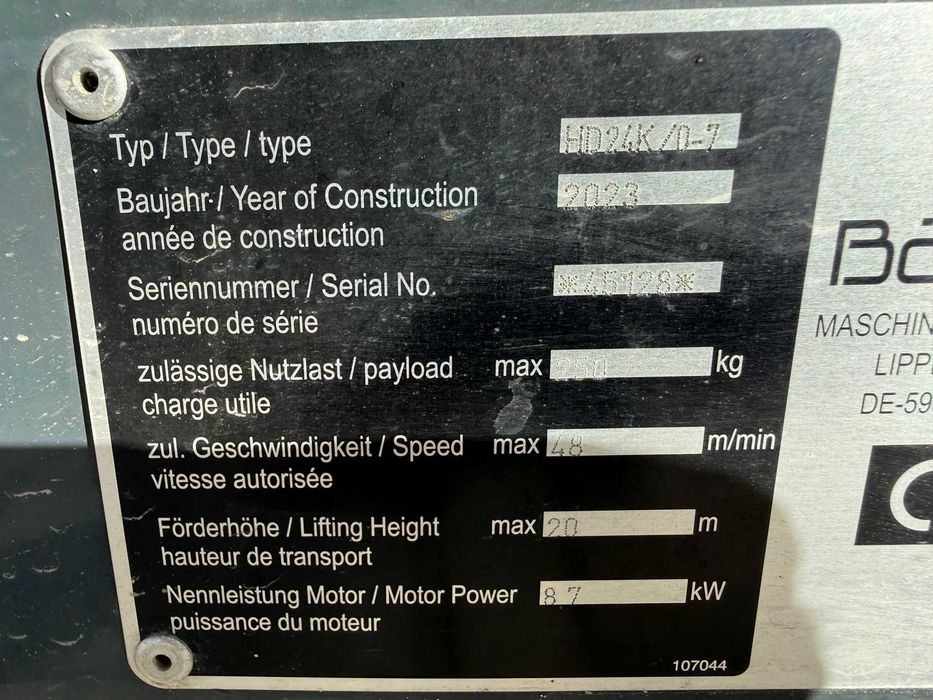 Typ / Type / type HD24K/0-7
Baujahr / Year of Construction 2023
année de construction
Seriennummer / Serial No. *45128*
numéro de série
zulässige Nutzlast / payload max 250 kg
charge utile
zul. Geschwindigkeit / Speed max 48 m/min
vitesse autorisée
Förderhöhe / Lifting Height max 20 m
hauteur de transport
Nennleistung Motor / Motor Power 8.7 kW
puissance du moteur
107044
Bö
MASCHIN
LIPP
DE-59